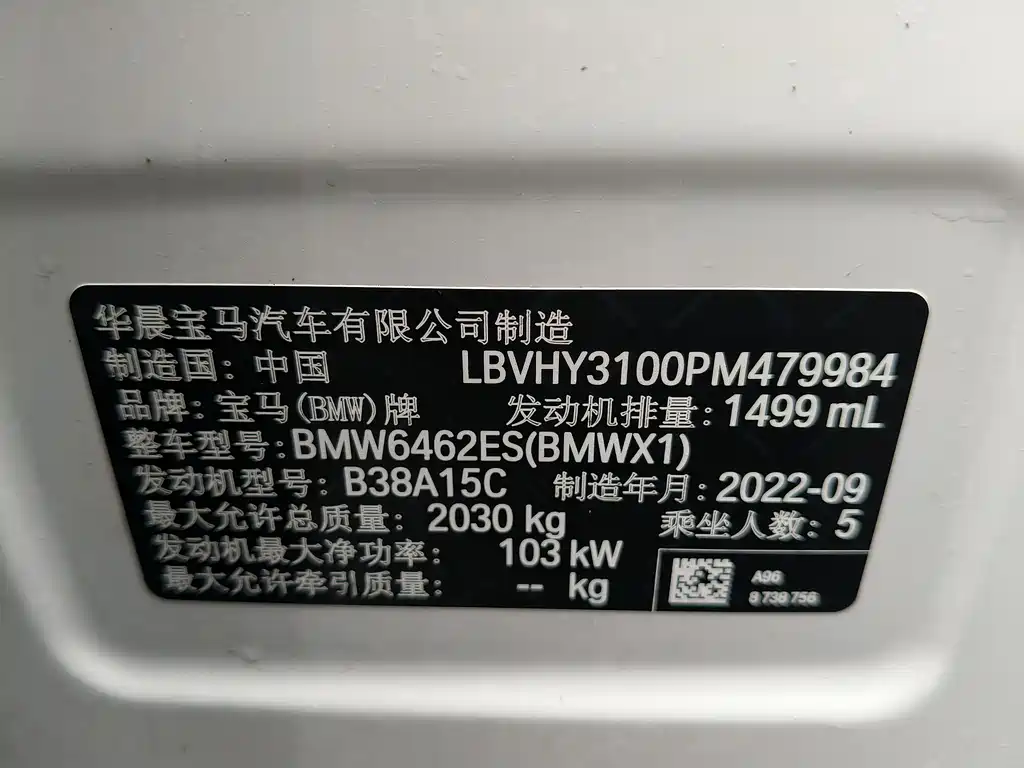 华晨宝马汽车有限公司制造
制造国：中国 LBVHY3100PM479984
品牌：宝马(BMW)牌 发动机排量：1499 mL
整车型号：BMW6462ES(BMWX1)
发动机型号：B38A15C 制造年月：2022-09
最大允许总质量：2030 kg 乘坐人数：5
发动机最大净功率：103 kW
最大允许牵引质量：-- kg
A96
8 738 756